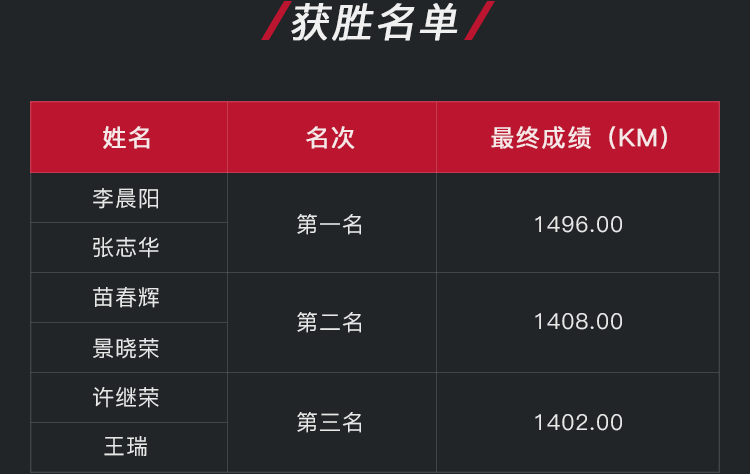 获胜名单
姓名 名次 最终成绩（KM）
李晨阳
第一名 1496.00
张志华
苗春辉
第二名 1408.00
景晓荣
许继荣
第三名 1402.00
王瑞